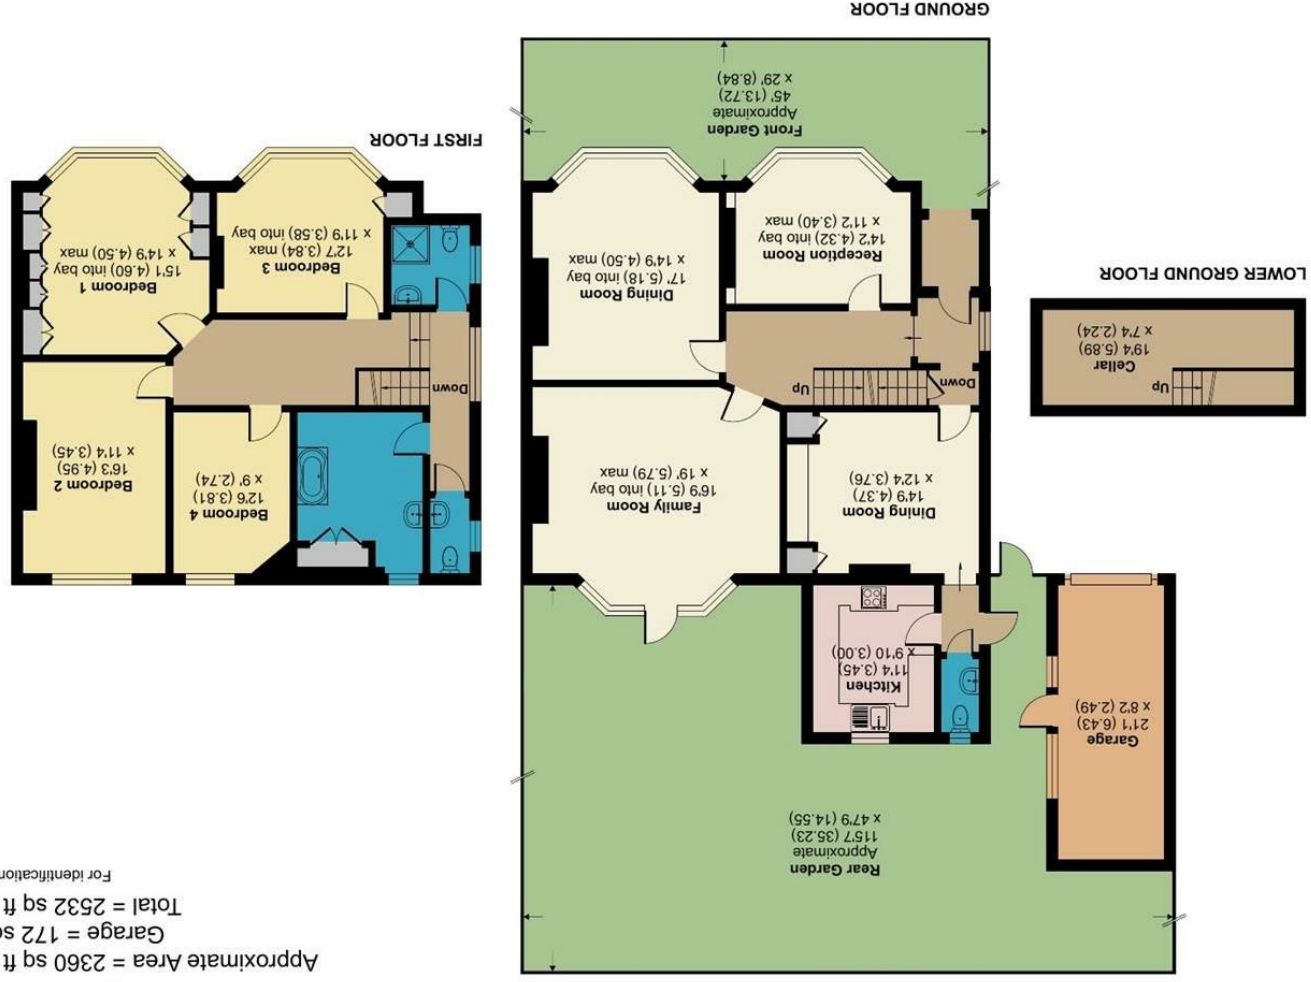 Approximate Area = 2360 sq ft
Garage = 172 sq
Total = 2532 sq ft
For identification
Rear Garden
Approximate
115'7 (35.23)
x 47'9 (14.55)
Garage
21'1 (6.43)
x 8'2 (2.49)
Kitchen
11'4 (3.45)
x 9'10 (3.00)
Dining Room
14'9 (4.37)
x 12'4 (3.76)
Family Room
16'9 (5.11) into bay
x 19' (5.79) max
Down
Up
Dining Room
17' (5.18) into bay
x 14'9 (4.50) max
Reception Room
14'2 (4.32) into bay
x 11'2 (3.40) max
Front Garden
Approximate
45' (13.72)
x 29' (8.84)
GROUND FLOOR
Up
Cellar
19'4 (5.89)
x 7'4 (2.24)
LOWER GROUND FLOOR
Bedroom 4
12'6 (3.81)
x 9' (2.74)
Bedroom 2
16'3 (4.95)
x 11'4 (3.45)
Down
Bedroom 3
12'7 (3.84) max
x 11'9 (3.58) into bay
Bedroom 1
15'1 (4.60) into bay
x 14'9 (4.50) max
FIRST FLOOR